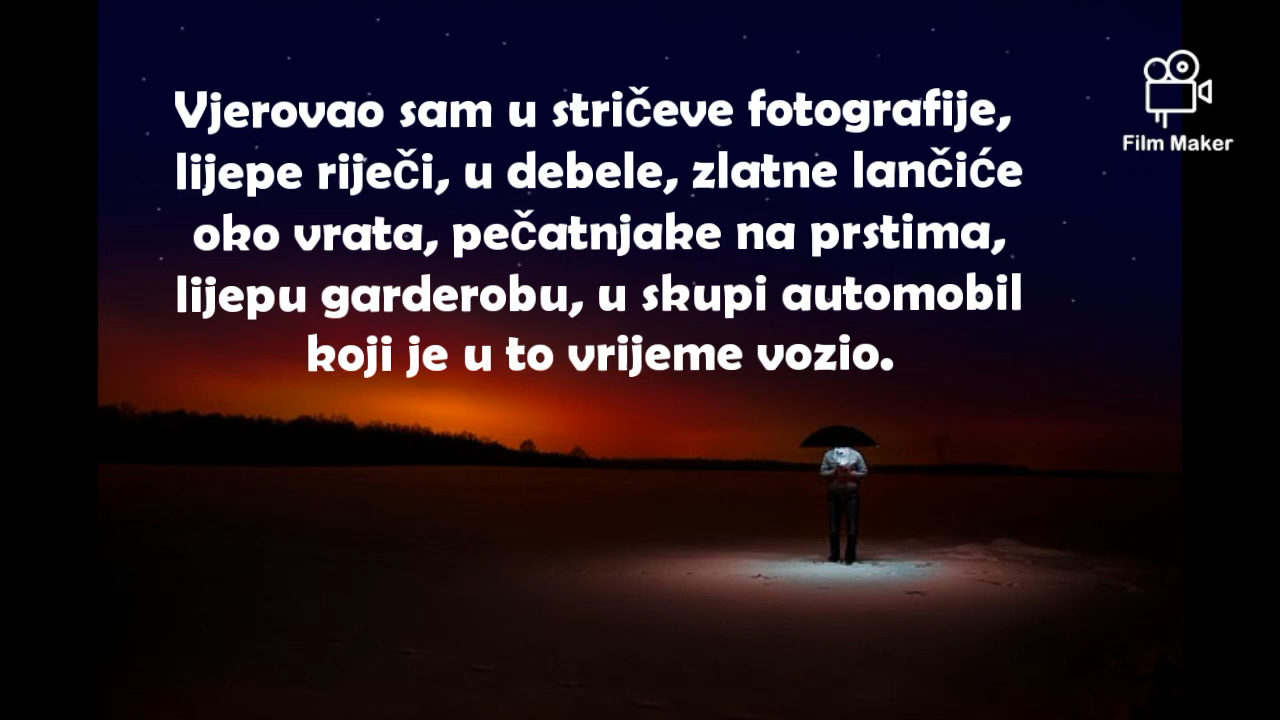 Vjerovao sam u stričeve fotografije,
lijepe riječi, u debele, zlatne lančiće
oko vrata, pečatnjake na prstima,
lijepu garderobu, u skupi automobil
koji je u to vrijeme vozio.
Film Maker